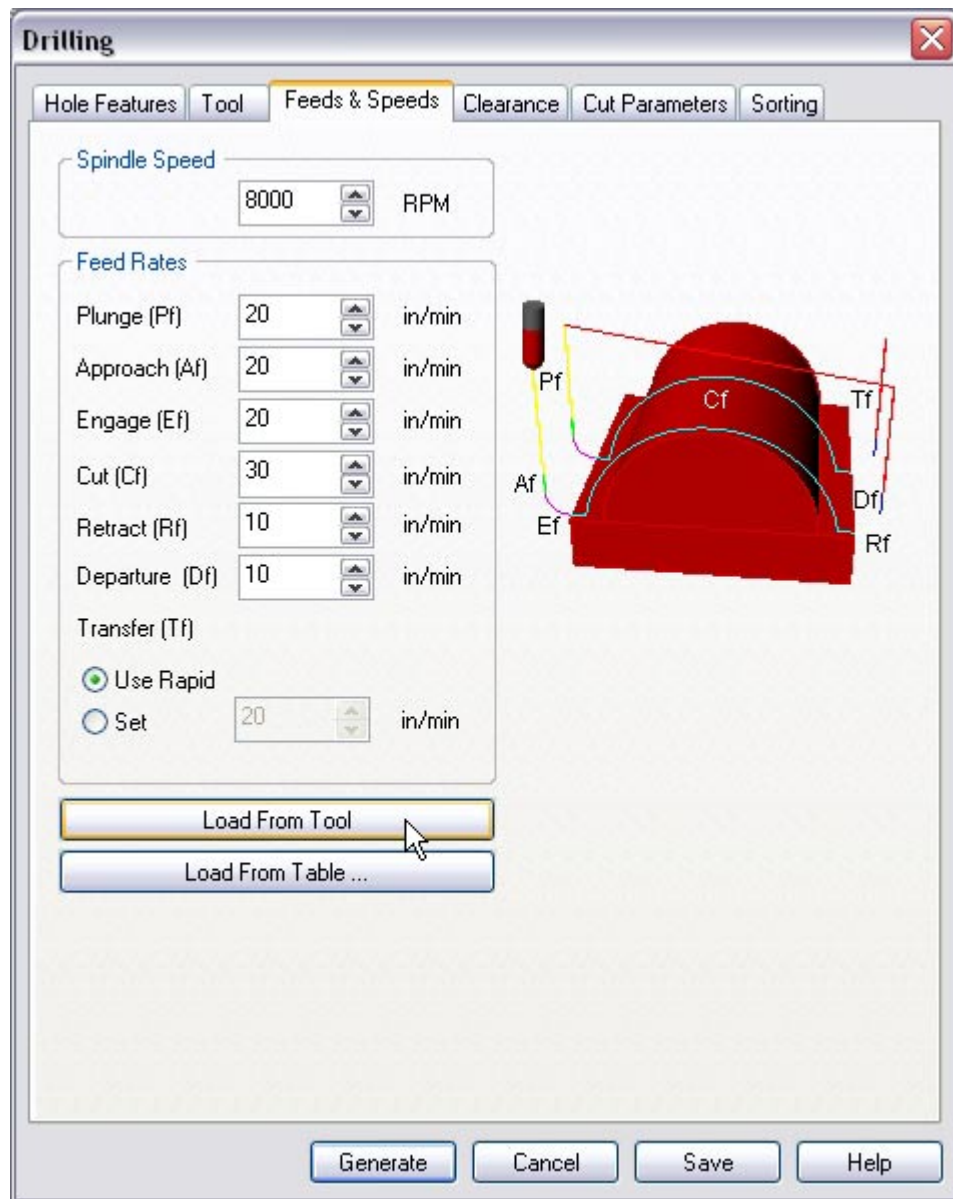 Drilling
Hole Features Tool Feeds & Speeds Clearance Cut Parameters Sorting
Spindle Speed
8000 RPM
Feed Rates
Plunge (Pf) 20 in/min
Approach (Af) 20 in/min
Engage (Ef) 20 in/min
Cut (Cf) 30 in/min
Retract (Rf) 10 in/min
Departure (Df) 10 in/min
Transfer (Tf)
Use Rapid
Set 20 in/min
Pf
Cf
Tf
Af
Df
Ef
Rf
Load From Tool
Load From Table ...
Generate Cancel Save Help